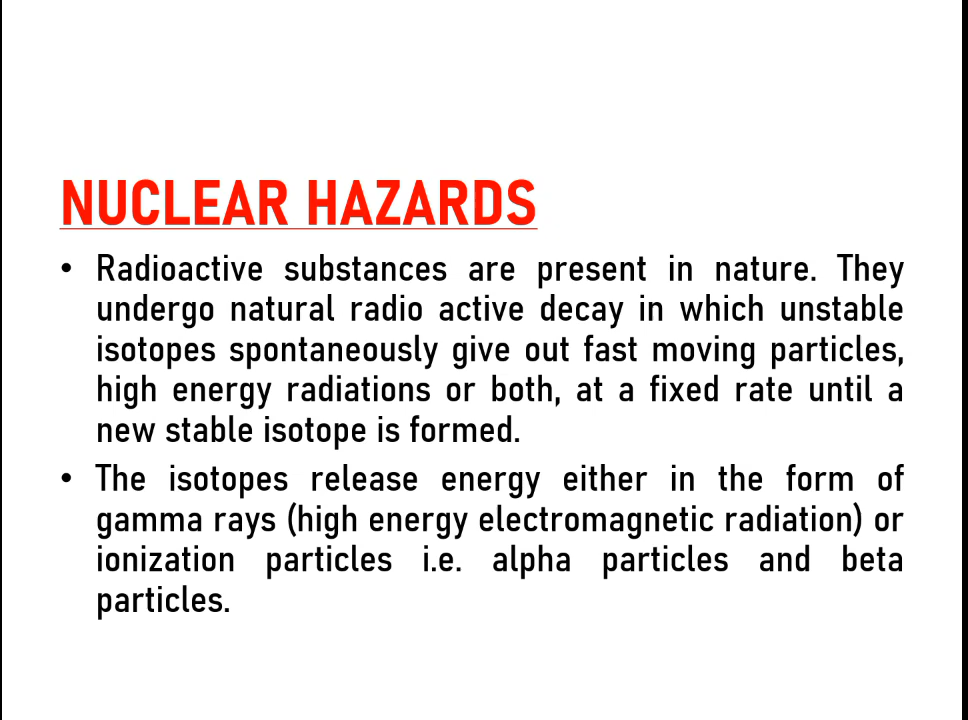 NUCLEAR HAZARDS
• Radioactive substances are present in nature. They
undergo natural radio active decay in which unstable
isotopes spontaneously give out fast moving particles,
high energy radiations or both, at a fixed rate until a
new stable isotope is formed.
• The isotopes release energy either in the form of
gamma rays (high energy electromagnetic radiation) or
ionization particles i.e. alpha particles and beta
particles.